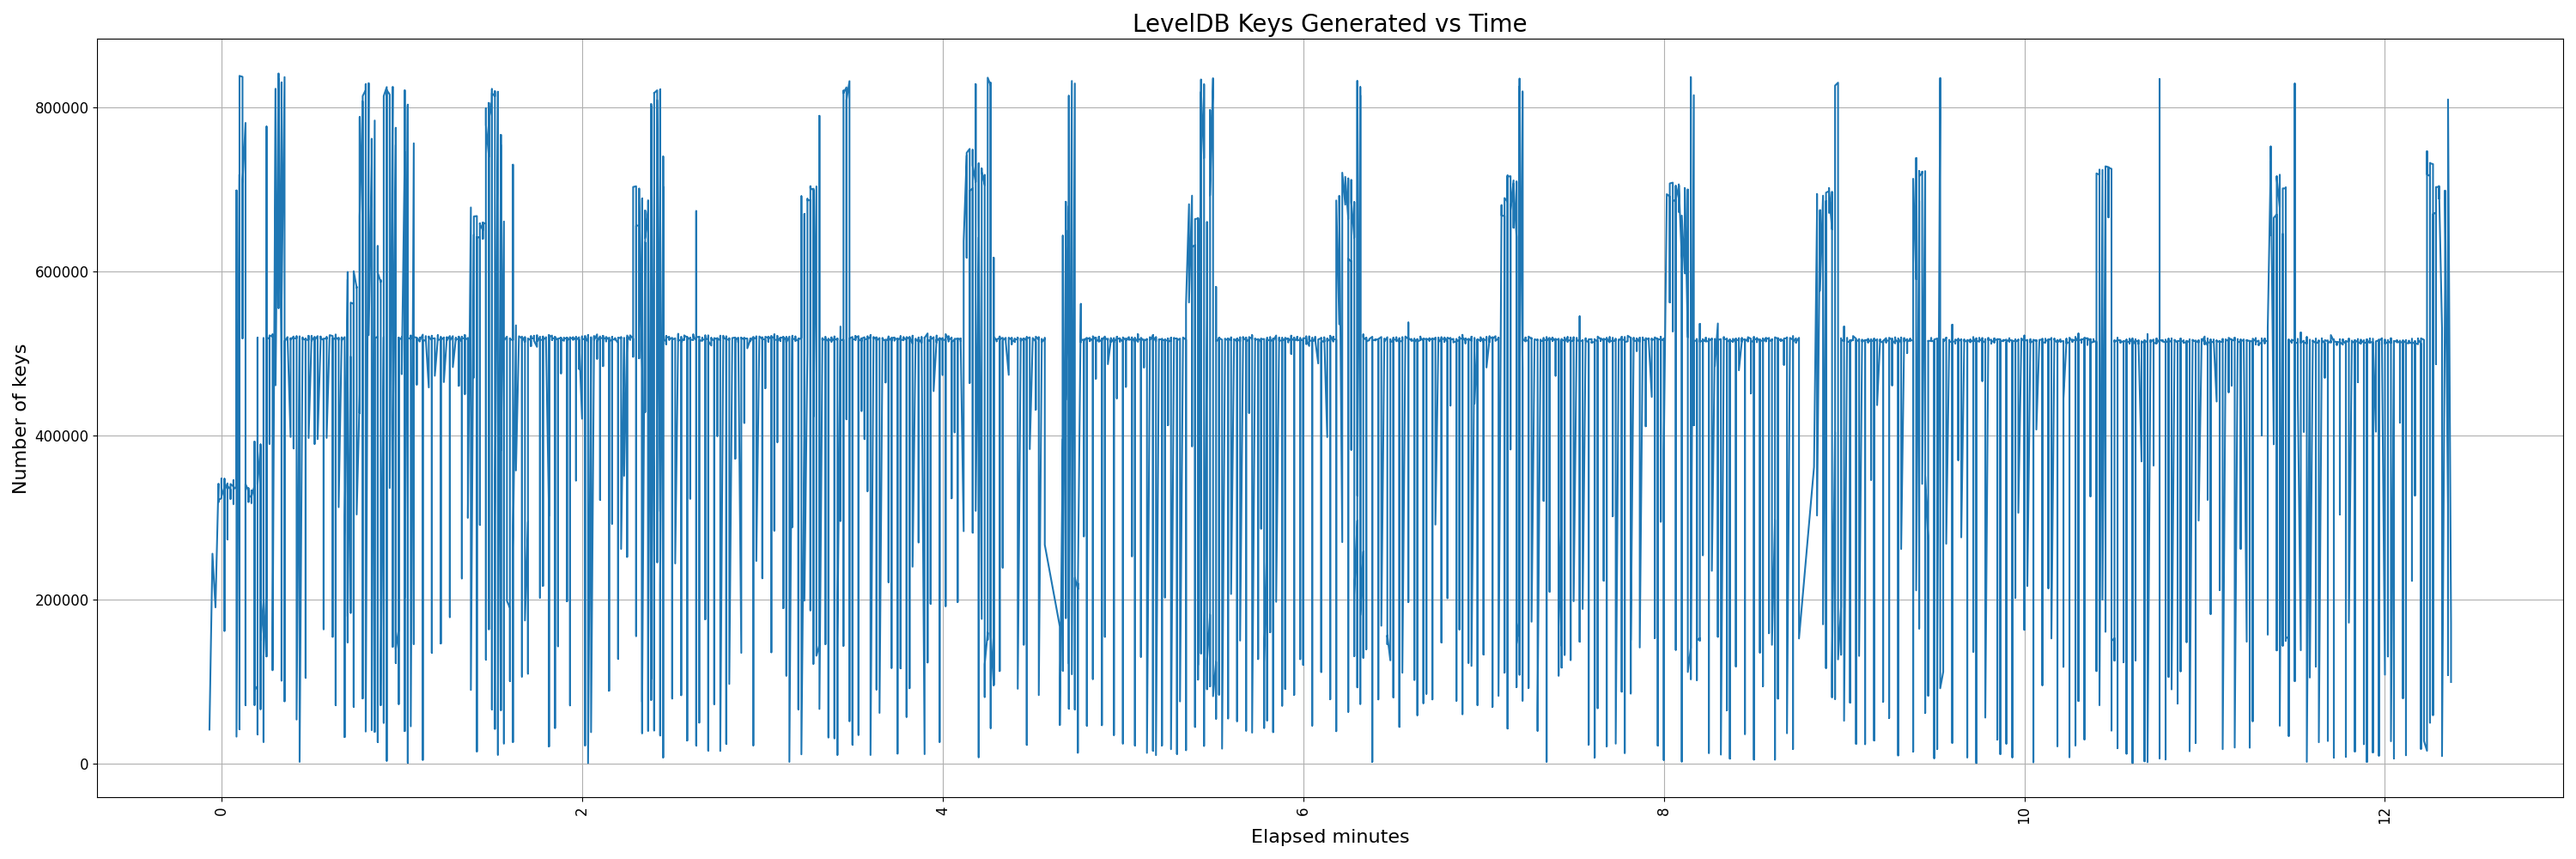 LevelDB Keys Generated vs Time
Number of keys
800000
600000
400000
200000
0
0 2 4 6 8 10 12
Elapsed minutes